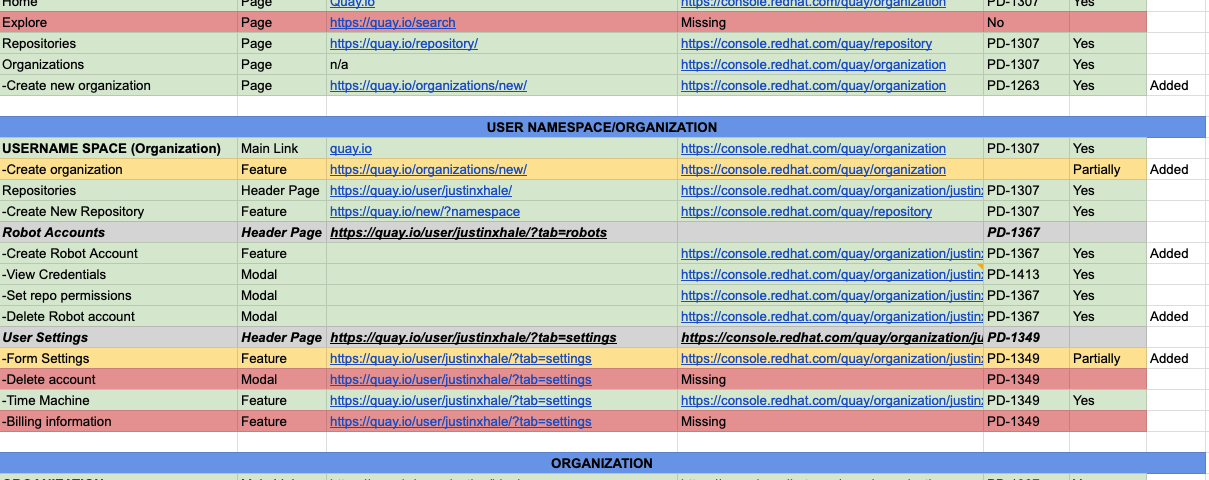 Home Page Quay.io https://console.redhat.com/quay/organization PD-1307 Yes
Explore Page https://quay.io/search Missing No
Repositories Page https://quay.io/repository/ https://console.redhat.com/quay/repository PD-1307 Yes
Organizations Page n/a https://console.redhat.com/quay/organization PD-1307 Yes
-Create new organization Page https://quay.io/organizations/new/ https://console.redhat.com/quay/organization PD-1263 Yes Added
USER NAMESPACE/ORGANIZATION
USERNAME SPACE (Organization) Main Link quay.io https://console.redhat.com/quay/organization PD-1307 Yes
-Create organization Feature https://quay.io/organizations/new/ https://console.redhat.com/quay/organization Partially Added
Repositories Header Page https://quay.io/user/justinxhale/ https://console.redhat.com/quay/organization/justin PD-1307 Yes
-Create New Repository Feature https://quay.io/new/?namespace https://console.redhat.com/quay/repository PD-1307 Yes
Robot Accounts Header Page https://quay.io/user/justinxhale/?tab=robots PD-1367
-Create Robot Account Feature https://console.redhat.com/quay/organization/justin PD-1367 Yes Added
-View Credentials Modal https://console.redhat.com/quay/organization/justin PD-1413 Yes
-Set repo permissions Modal https://console.redhat.com/quay/organization/justin PD-1367 Yes
-Delete Robot account Modal https://console.redhat.com/quay/organization/justin PD-1367 Yes Added
User Settings Header Page https://quay.io/user/justinxhale/?tab=settings https://console.redhat.com/quay/organization/ju PD-1349
-Form Settings Feature https://quay.io/user/justinxhale/?tab=settings https://console.redhat.com/quay/organization/justin PD-1349 Partially Added
-Delete account Modal https://quay.io/user/justinxhale/?tab=settings Missing PD-1349
-Time Machine Feature https://quay.io/user/justinxhale/?tab=settings https://console.redhat.com/quay/organization/justin PD-1349 Yes
-Billing information Feature https://quay.io/user/justinxhale/?tab=settings Missing PD-1349
ORGANIZATION